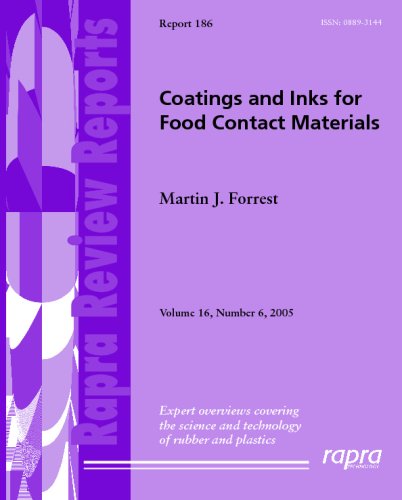 Report 186
ISSN: 0889-3144
Rapra Review Reports
Coatings and Inks for
Food Contact Materials
Martin J. Forrest
Volume 16, Number 6, 2005
Expert overviews covering
the science and technology
of rubber and plastics
rapra
TECHNOLOGY